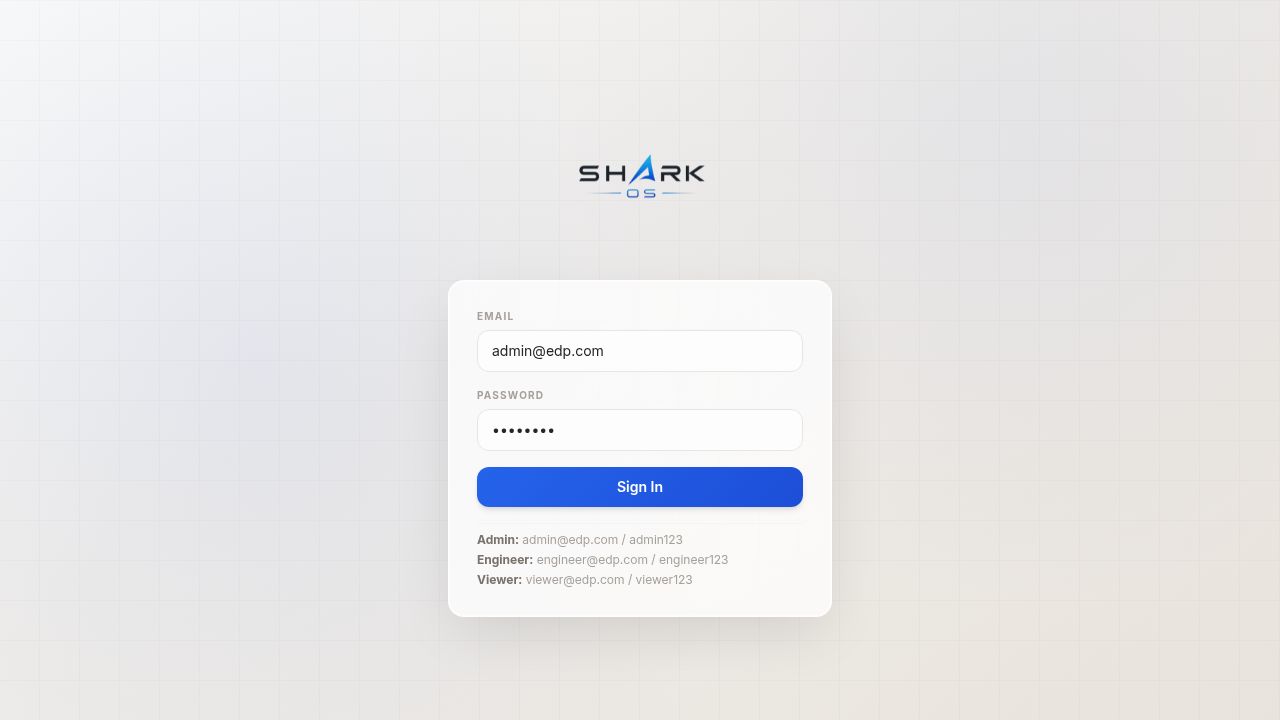 SHARK
OS
EMAIL
admin@edp.com
PASSWORD
••••••••
Sign In
Admin: admin@edp.com / admin123
Engineer: engineer@edp.com / engineer123
Viewer: viewer@edp.com / viewer123